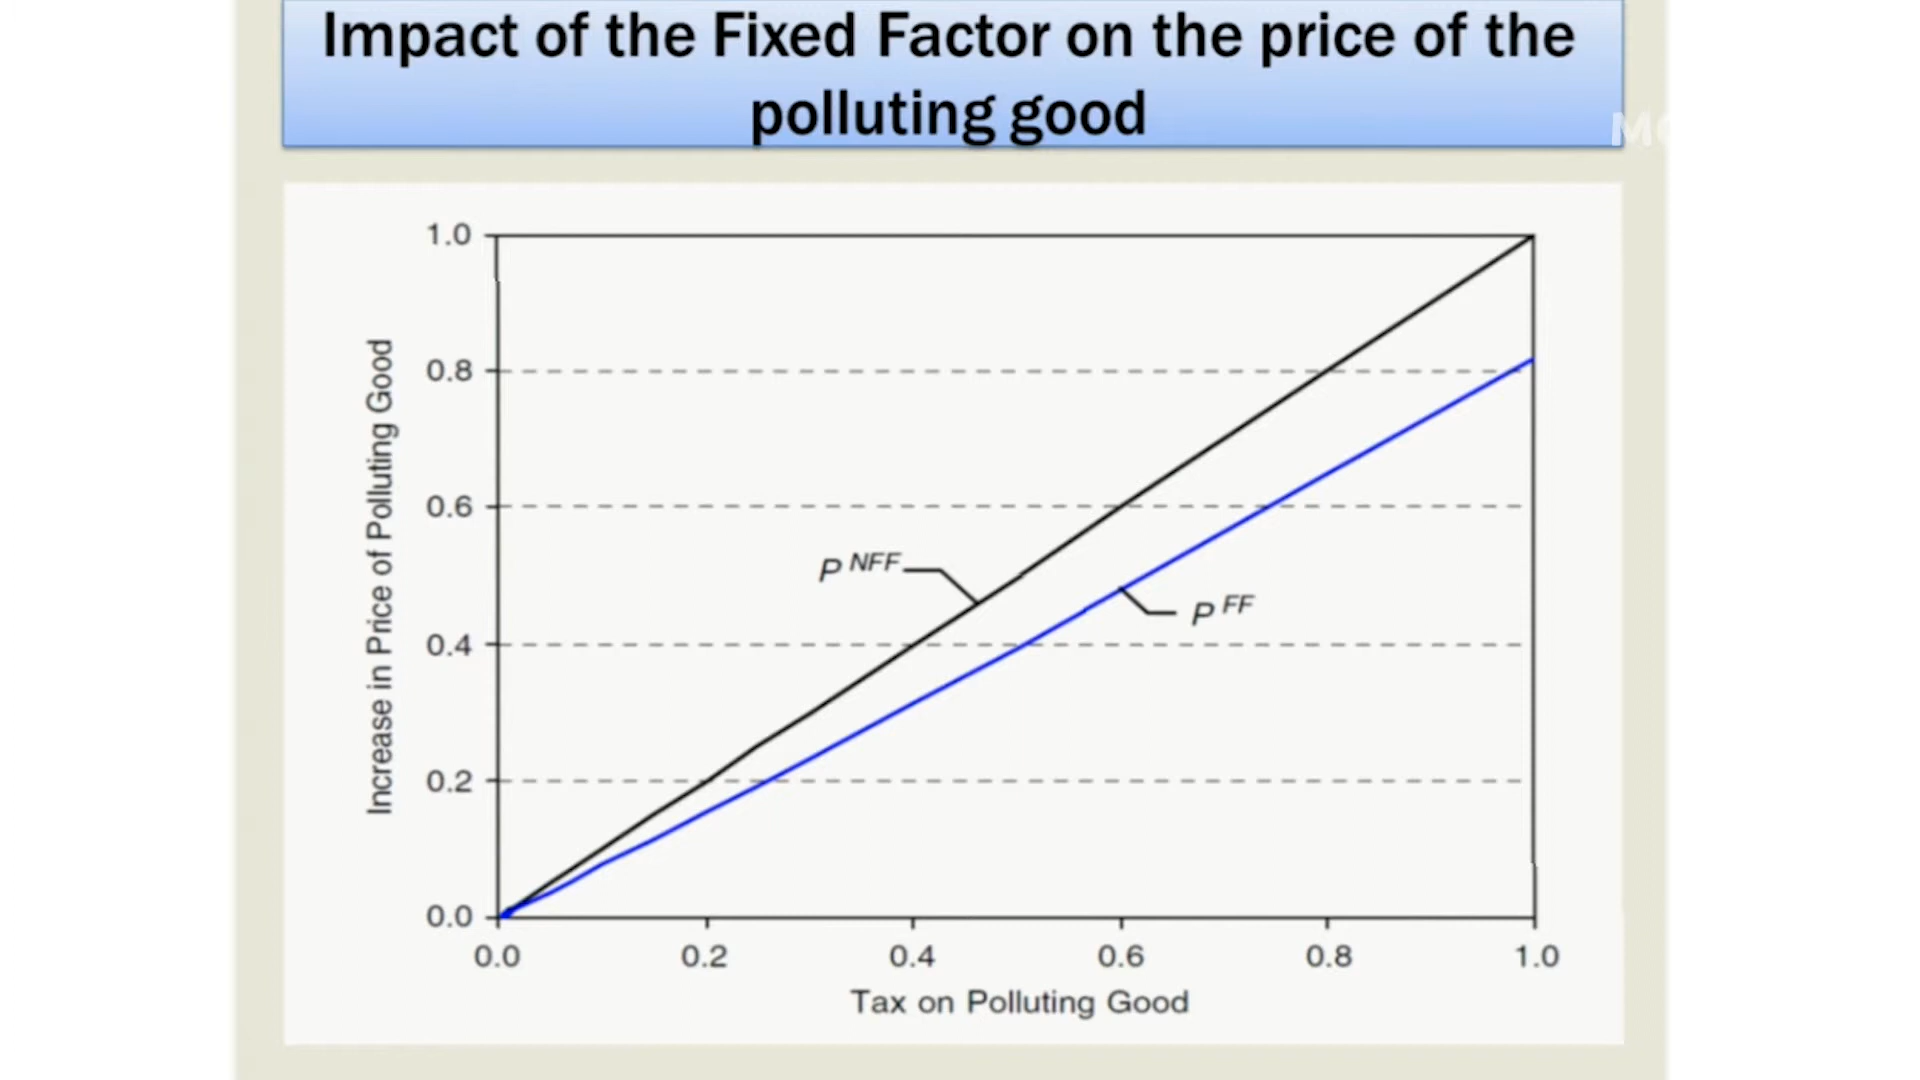 Impact of the Fixed Factor on the price of the
polluting good
1.0
0.8
0.6
0.4
0.2
0.0
Increase in Price of Polluting Good
P NFF
P FF
0.0 0.2 0.4 0.6 0.8 1.0
Tax on Polluting Good